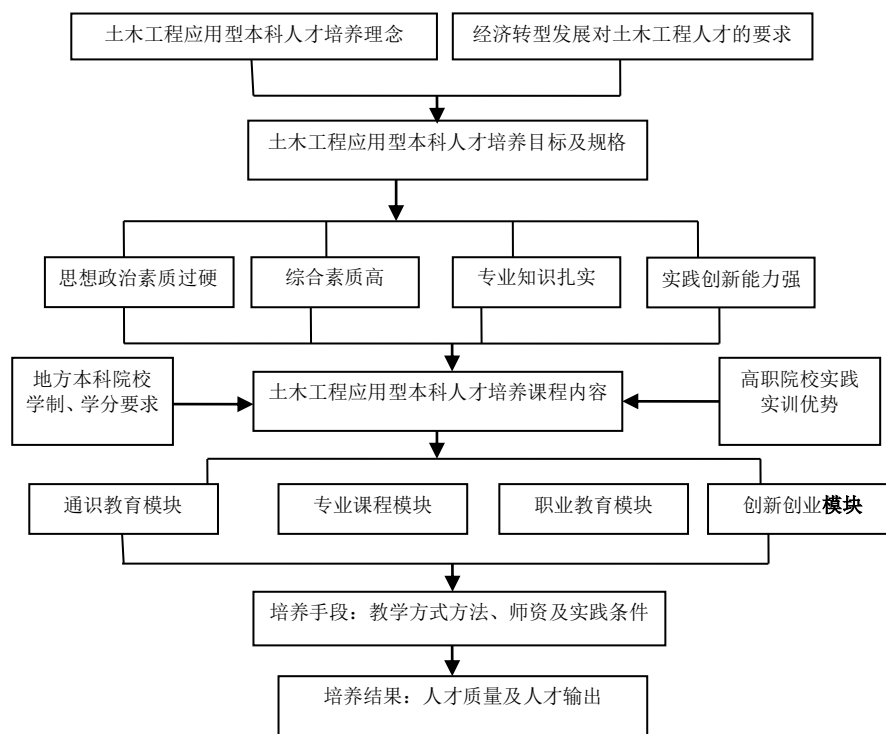 土木工程应用型本科人才培养理念
经济转型发展对土木工程人才的要求
土木工程应用型本科人才培养目标及规格
思想政治素质过硬
综合素质高
专业知识扎实
实践创新能力强
地方本科院校
学制、学分要求
土木工程应用型本科人才培养课程内容
高职院校实践
实训优势
通识教育模块
专业课程模块
职业教育模块
创新创业模块
培养手段：教学方式方法、师资及实践条件
培养结果：人才质量及人才输出